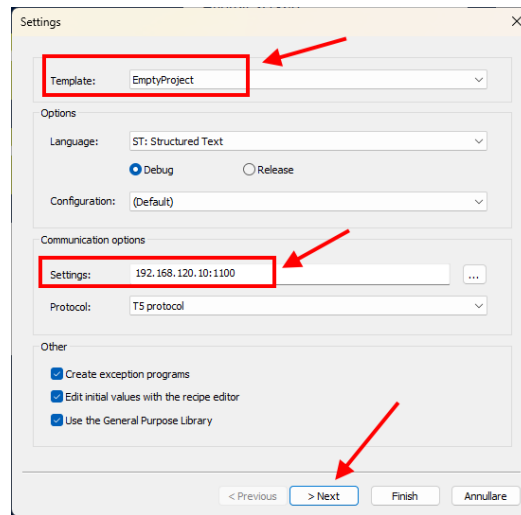 Settings
Template: EmptyProject
Options
Language: ST: Structured Text
Debug Release
Configuration: (Default)
Communication options
Settings: 192.168.120.10:1100 ...
Protocol: T5 protocol
Other
Create exception programs
Edit initial values with the recipe editor
Use the General Purpose Library
< Previous > Next Finish Annullare